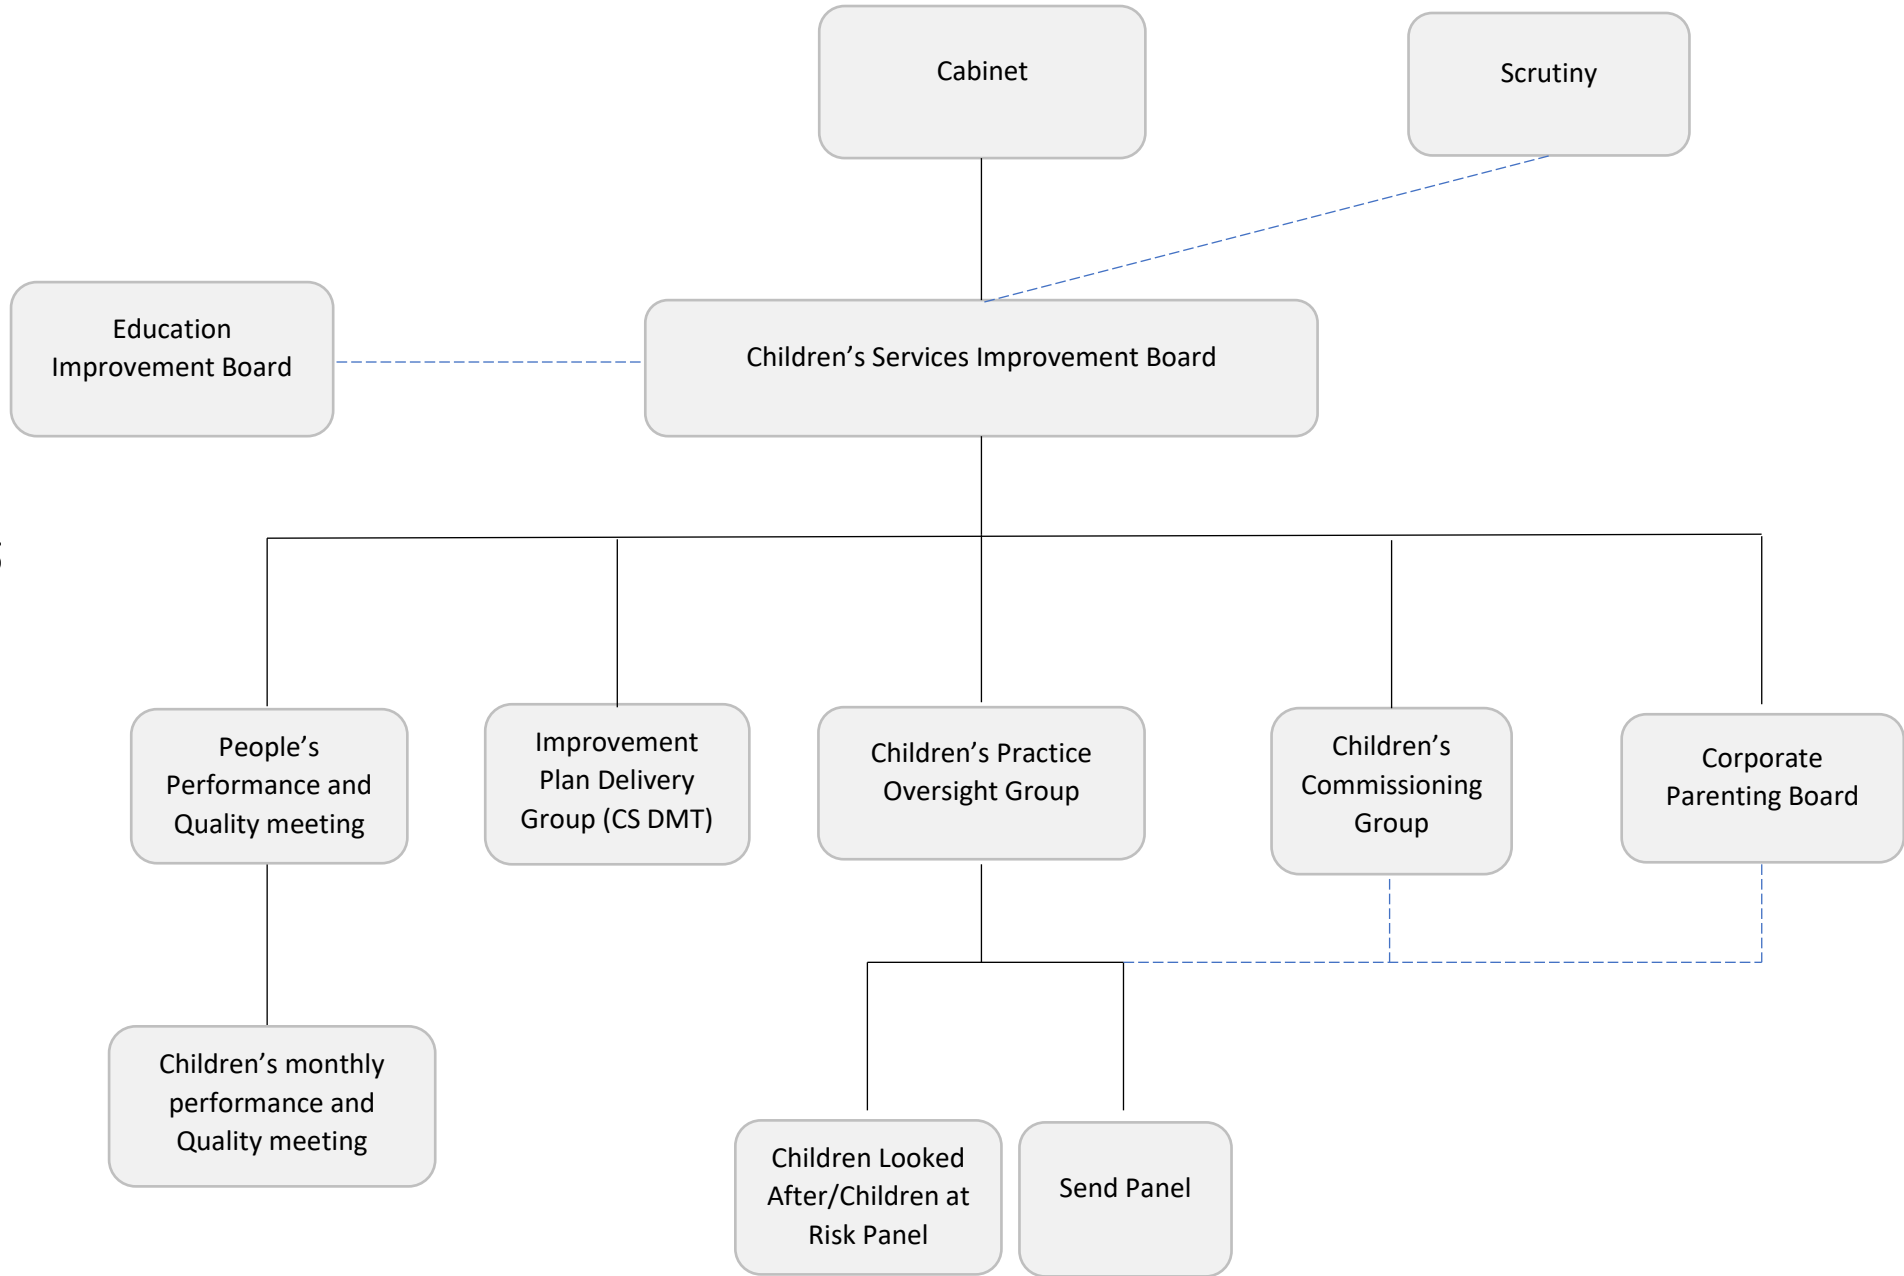 Cabinet
Scrutiny
Education
Improvement Board
Children’s Services Improvement Board
People’s
Performance and
Quality meeting
Improvement
Plan Delivery
Group (CS DMT)
Children’s Practice
Oversight Group
Children’s
Commissioning
Group
Corporate
Parenting Board
Children’s monthly
performance and
Quality meeting
Children Looked
After/Children at
Risk Panel
Send Panel